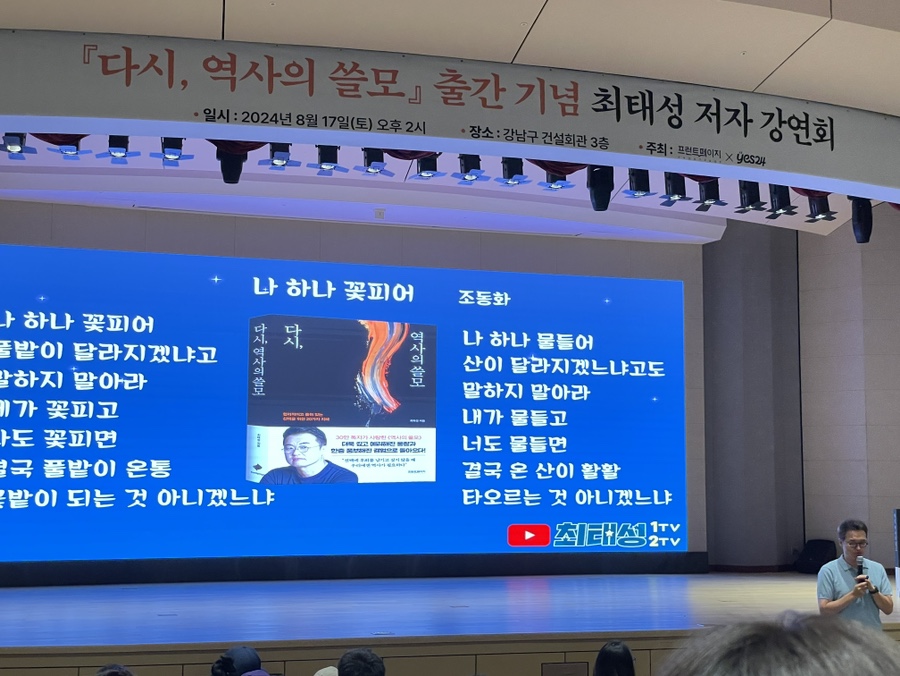 『다시, 역사의 쓸모』 출간 기념 최태성 저자 강연회
• 일시 : 2024년 8월 17일(토) 오후 2시
• 장소 : 강남구 건설회관 3층
• 주최 : 프런트페이지 × yes24
나 하나 꽃피어
조동화
나 하나 꽃피어
풀밭이 달라지겠냐고
말하지 말아라
네가 꽃피고
나도 꽃피면
결국 풀밭이 온통
꽃밭이 되는 것 아니겠느냐
다시, 역사의 쓸모
다시,
역사의 쓸모
나 하나 물들어
산이 달라지겠느냐고도
말하지 말아라
내가 물들고
너도 물들면
결국 온 산이 활활
타오르는 것 아니겠느냐
최태성 1TV
2TV